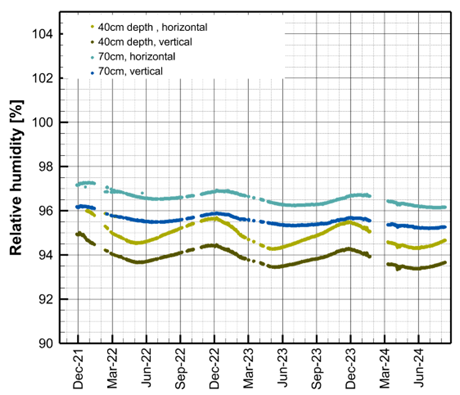 104
102
100
98
96
94
92
90
Relative humidity [%]
40cm depth , horizontal
40cm depth, vertical
70cm, horizontal
70cm, vertical
Dec-21
Mar-22
Jun-22
Sep-22
Dec-22
Mar-23
Jun-23
Sep-23
Dec-23
Mar-24
Jun-24